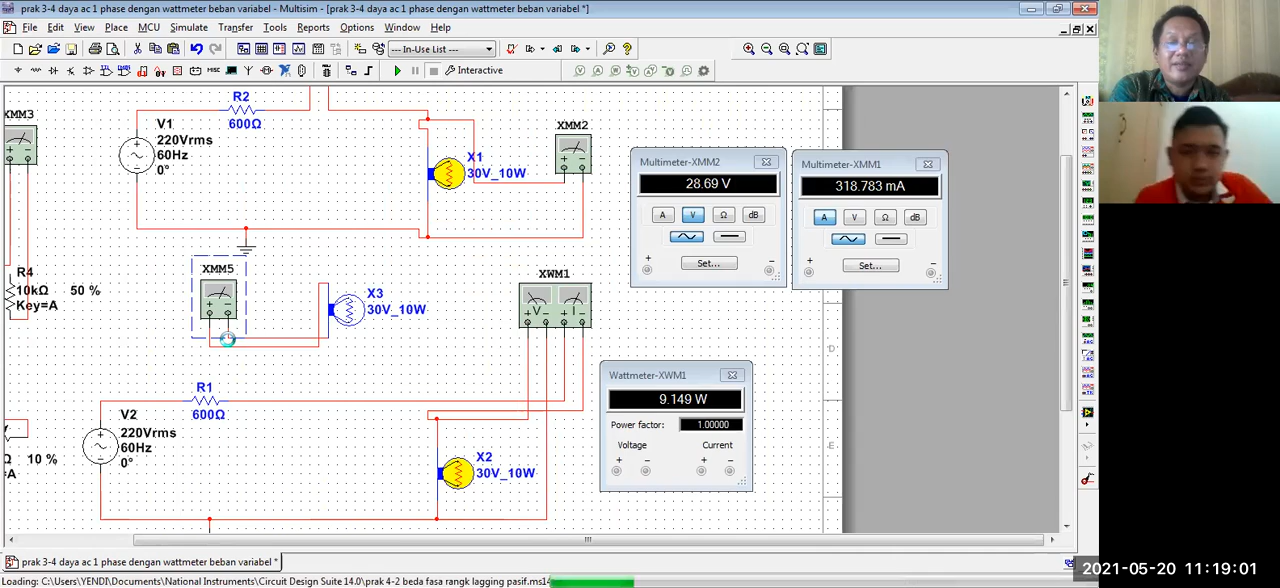 prak 3-4 daya ac 1 phase dengan wattmeter beban variabel - Multisim - [prak 3-4 daya ac 1 phase dengan wattmeter beban variabel *]
File Edit View Place MCU Simulate Transfer Tools Reports Options Window Help
--- In-Use List ---
MISC
Interactive
XMM3
R2
600Ω
V1
220Vrms
60Hz
0°
X1
30V_10W
XMM2
Multimeter-XMM2
28.69 V
A V Ω dB
Set...
+ −
Multimeter-XMM1
318.783 mA
A V Ω dB
Set...
+ −
R4
10kΩ 50 %
Key=A
XMM5
X3
30V_10W
XWM1
V I
D
R1
600Ω
V2
220Vrms
60Hz
0°
Ω 10 %
=A
X2
30V_10W
Wattmeter-XWM1
9.149 W
Power factor: 1.00000
Voltage Current
+ − + −
E
prak 3-4 daya ac 1 phase dengan wattmeter beban variabel *
Loading: C:\Users\YENDI\Documents\National Instruments\Circuit Design Suite 14.0\prak 4-2 beda fasa rangk lagging pasif.ms14
2021-05-20 11:19:01